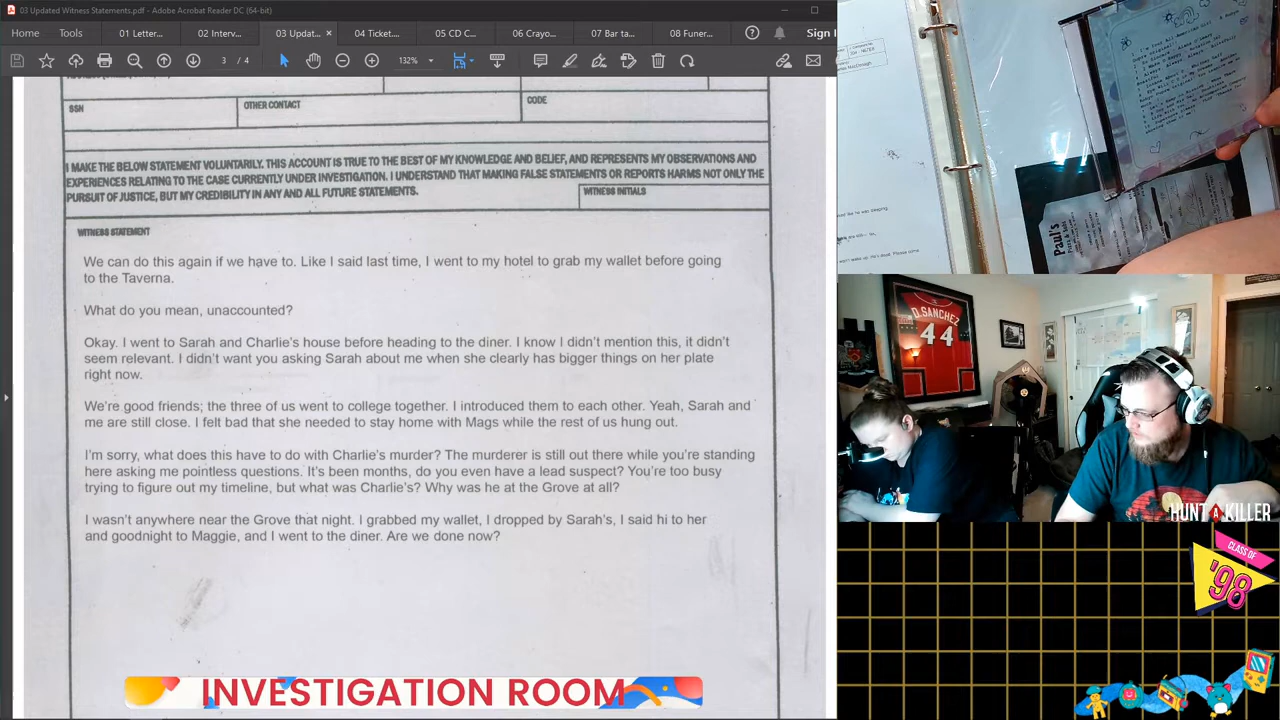 03 Updated Witness Statements.pdf - Adobe Acrobat Reader DC (64-bit)
Home
Tools
01 Letter...
02 Interv...
03 Updat... ×
04 Ticket...
05 CD C...
06 Crayo...
07 Bar ta...
08 Funer...
Sign I
3 / 4
132%
SSN
OTHER CONTACT
CODE
I MAKE THE BELOW STATEMENT VOLUNTARILY. THIS ACCOUNT IS TRUE TO THE BEST OF MY KNOWLEDGE AND BELIEF, AND REPRESENTS MY OBSERVATIONS AND
EXPERIENCES RELATING TO THE CASE CURRENTLY UNDER INVESTIGATION. I UNDERSTAND THAT MAKING FALSE STATEMENTS OR REPORTS HARMS NOT ONLY THE
PURSUIT OF JUSTICE, BUT MY CREDIBILITY IN ANY AND ALL FUTURE STATEMENTS.
WITNESS INITIALS
WITNESS STATEMENT
We can do this again if we have to. Like I said last time, I went to my hotel to grab my wallet before going
to the Taverna.
What do you mean, unaccounted?
Okay. I went to Sarah and Charlie's house before heading to the diner. I know I didn't mention this, it didn't
seem relevant. I didn't want you asking Sarah about me when she clearly has bigger things on her plate
right now.
We're good friends; the three of us went to college together. I introduced them to each other. Yeah, Sarah and
me are still close. I felt bad that she needed to stay home with Mags while the rest of us hung out.
I'm sorry, what does this have to do with Charlie's murder? The murderer is still out there while you're standing
here asking me pointless questions. It's been months, do you even have a lead suspect? You're too busy
trying to figure out my timeline, but what was Charlie's? Why was he at the Grove at all?
I wasn't anywhere near the Grove that night. I grabbed my wallet, I dropped by Sarah's, I said hi to her
and goodnight to Maggie, and I went to the diner. Are we done now?
INVESTIGATION ROOM
Paul's
D.SANCHEZ
44
HUNT A KILLER
CLASS OF
'98